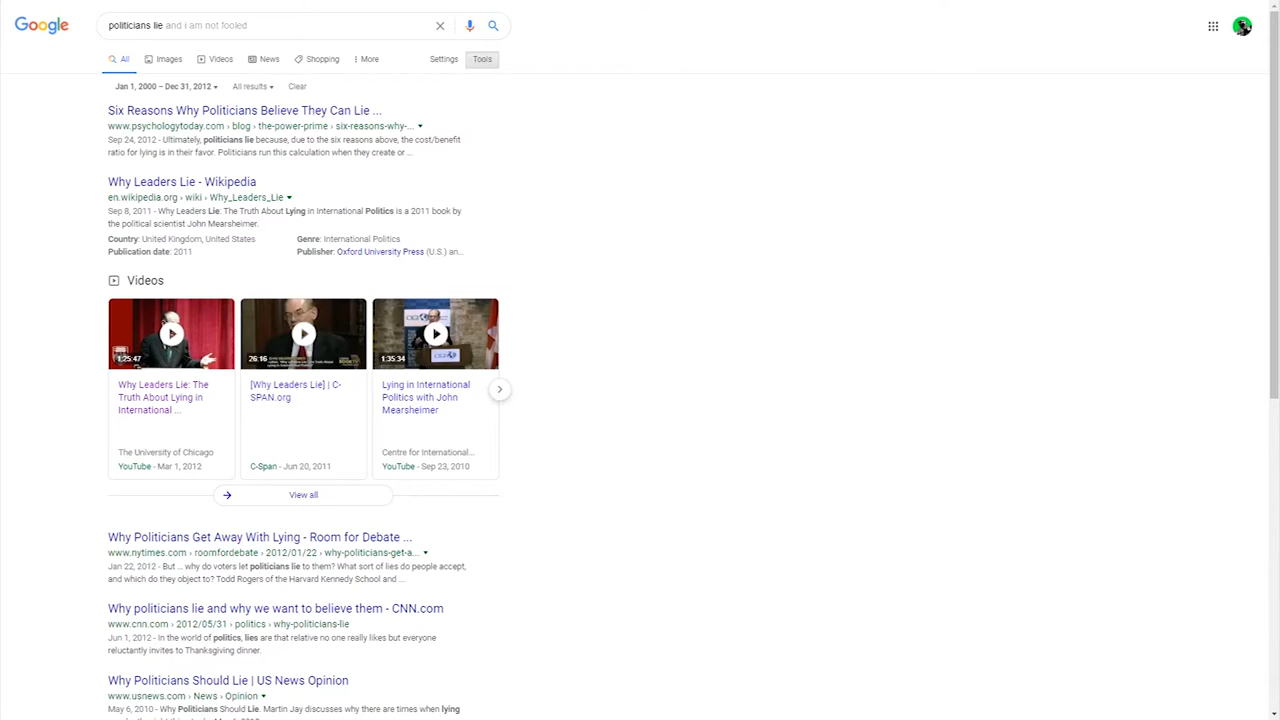 Google
politicians lie and i am not fooled
All Images Videos News Shopping More Settings Tools
Jan 1, 2000 – Dec 31, 2012 All results Clear
Six Reasons Why Politicians Believe They Can Lie ...
www.psychologytoday.com › blog › the-power-prime › six-reasons-why-...
Sep 24, 2012 - Ultimately, politicians lie because, due to the six reasons above, the cost/benefit
ratio for lying is in their favor. Politicians run this calculation when they create or ...
Why Leaders Lie - Wikipedia
en.wikipedia.org › wiki › Why_Leaders_Lie
Sep 8, 2011 - Why Leaders Lie: The Truth About Lying in International Politics is a 2011 book by
the political scientist John Mearsheimer.
Country: United Kingdom, United States Genre: International Politics
Publication date: 2011 Publisher: Oxford University Press (U.S.) an...
Videos
1:25:47
26:16
1:35:34
Why Leaders Lie: The
Truth About Lying in
International ...
The University of Chicago
YouTube - Mar 1, 2012
[Why Leaders Lie] | C-
SPAN.org
C-Span - Jun 20, 2011
Lying in International
Politics with John
Mearsheimer
Centre for International...
YouTube - Sep 23, 2010
View all
Why Politicians Get Away With Lying - Room for Debate ...
www.nytimes.com › roomfordebate › 2012/01/22 › why-politicians-get-a...
Jan 22, 2012 - But ... why do voters let politicians lie to them? What sort of lies do people accept,
and which do they object to? Todd Rogers of the Harvard Kennedy School and ...
Why politicians lie and why we want to believe them - CNN.com
www.cnn.com › 2012/05/31 › politics › why-politicians-lie
Jun 1, 2012 - In the world of politics, lies are that relative no one really likes but everyone
reluctantly invites to Thanksgiving dinner.
Why Politicians Should Lie | US News Opinion
www.usnews.com › News › Opinion
May 6, 2010 - Why Politicians Should Lie. Martin Jay discusses why there are times when lying